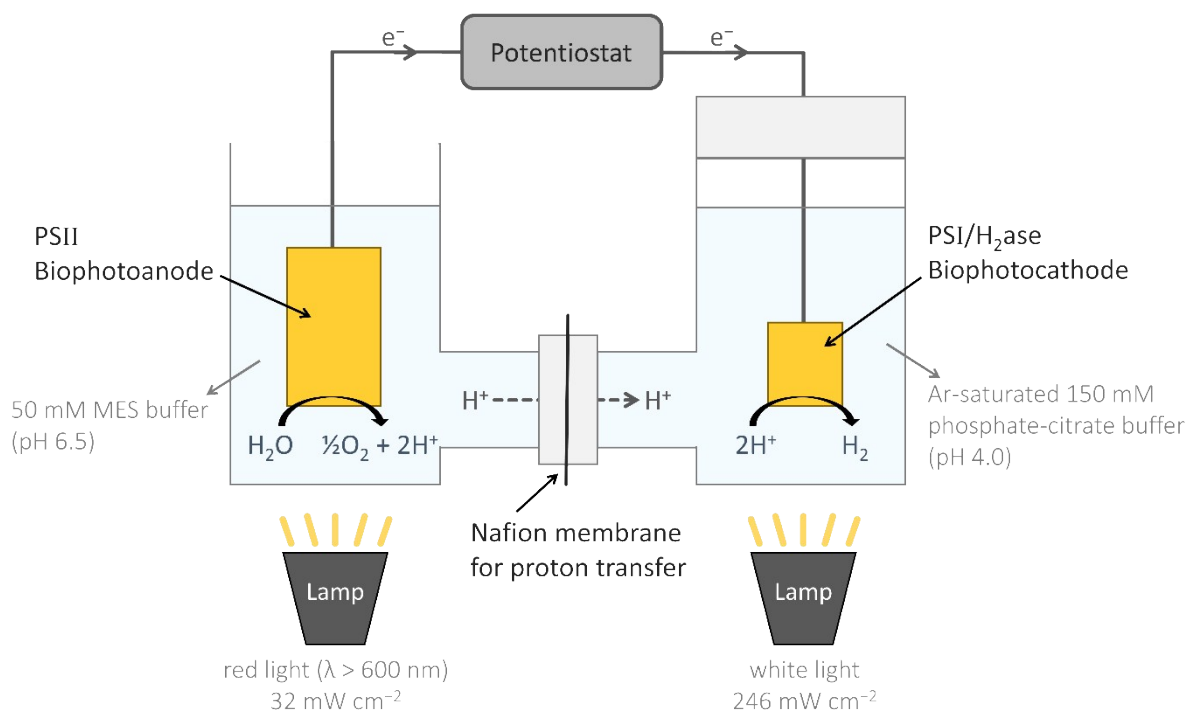 e⁻
Potentiostat
e⁻
PSII
Biophotoanode
PSI/H₂ase
Biophotocathode
50 mM MES buffer
(pH 6.5)
H⁺
H⁺
Ar-saturated 150 mM
phosphate-citrate buffer
(pH 4.0)
H₂O ½O₂ + 2H⁺
2H⁺ H₂
Nafion membrane
for proton transfer
Lamp
Lamp
red light (λ > 600 nm)
32 mW cm⁻²
white light
246 mW cm⁻²